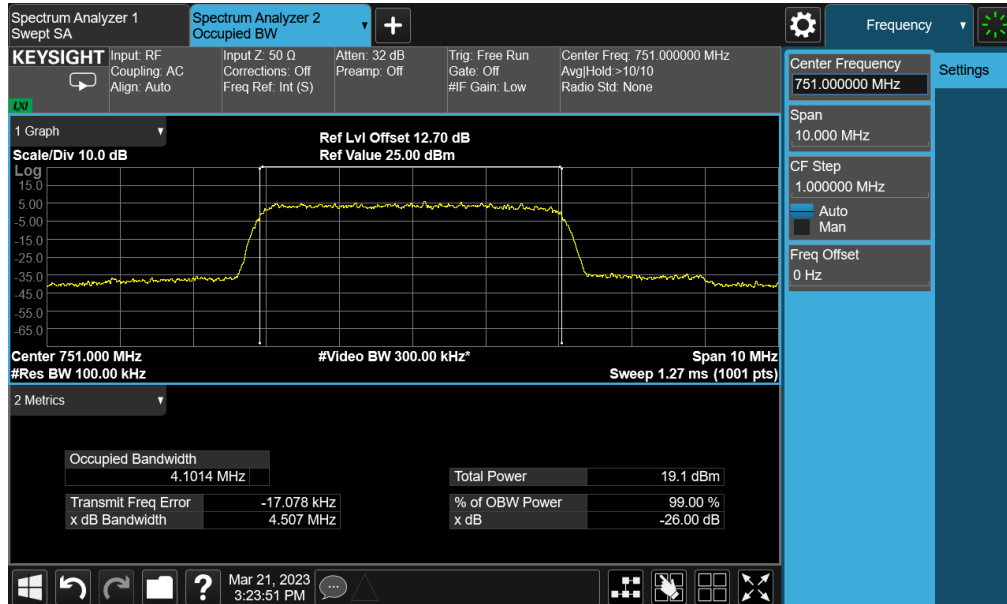 Spectrum Analyzer 1
Swept SA
Spectrum Analyzer 2
Occupied BW
Frequency
KEYSIGHT
Input: RF
Coupling: AC
Align: Auto
Input Z: 50 Ω
Corrections: Off
Freq Ref: Int (S)
Atten: 32 dB
Preamp: Off
Trig: Free Run
Gate: Off
#IF Gain: Low
Center Freq: 751.000000 MHz
Avg|Hold:>10/10
Radio Std: None
LXI
Center Frequency
751.000000 MHz
Settings
Span
10.000 MHz
CF Step
1.000000 MHz
Auto
Man
Freq Offset
0 Hz
1 Graph
Scale/Div 10.0 dB
Ref Lvl Offset 12.70 dB
Ref Value 25.00 dBm
Log
15.0
5.00
-5.00
-15.0
-25.0
-35.0
-45.0
-55.0
-65.0
Center 751.000 MHz
#Video BW 300.00 kHz*
Span 10 MHz
#Res BW 100.00 kHz
Sweep 1.27 ms (1001 pts)
2 Metrics
Occupied Bandwidth
4.1014 MHz
Total Power 19.1 dBm
Transmit Freq Error -17.078 kHz
% of OBW Power 99.00 %
x dB Bandwidth 4.507 MHz
x dB -26.00 dB
?
Mar 21, 2023
3:23:51 PM